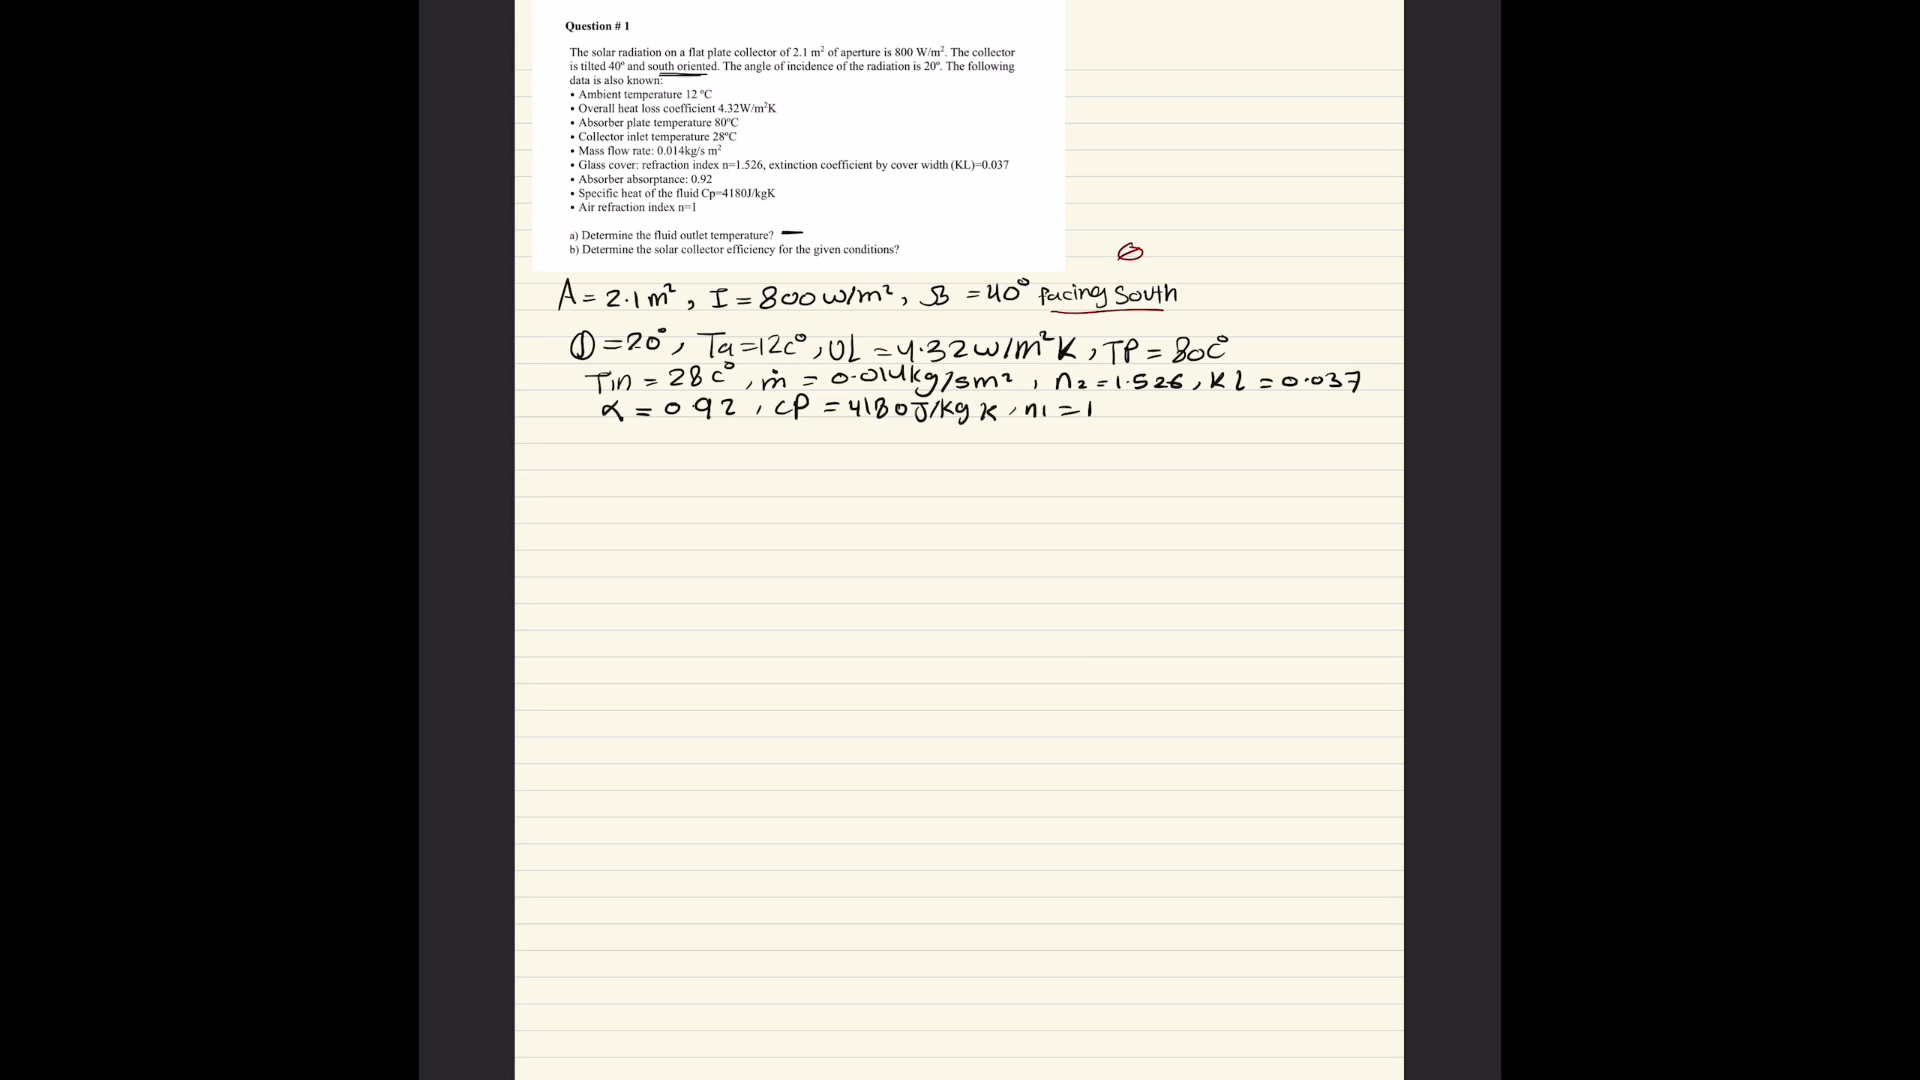 Question # 1
The solar radiation on a flat plate collector of 2.1 m² of aperture is 800 W/m². The collector
is tilted 40º and south oriented. The angle of incidence of the radiation is 20º. The following
data is also known:
• Ambient temperature 12 ºC
• Overall heat loss coefficient 4.32W/m²K
• Absorber plate temperature 80ºC
• Collector inlet temperature 28ºC
• Mass flow rate: 0.014kg/s m²
• Glass cover: refraction index n=1.526, extinction coefficient by cover width (KL)=0.037
• Absorber absorptance: 0.92
• Specific heat of the fluid Cp=4180J/kgK
• Air refraction index n=1
a) Determine the fluid outlet temperature?
b) Determine the solar collector efficiency for the given conditions?
A = 2.1 m², I = 800 w/m², B = 40° facing South
Θ = 20°, Ta = 12c°, UL = 4.32 w/m²K, TP = 80c°
Tin = 28c°, ṁ = 0.014kg/sm², n2 = 1.526, Kl = 0.037
α = 0.92, cP = 4180J/kg K, n1 = 1